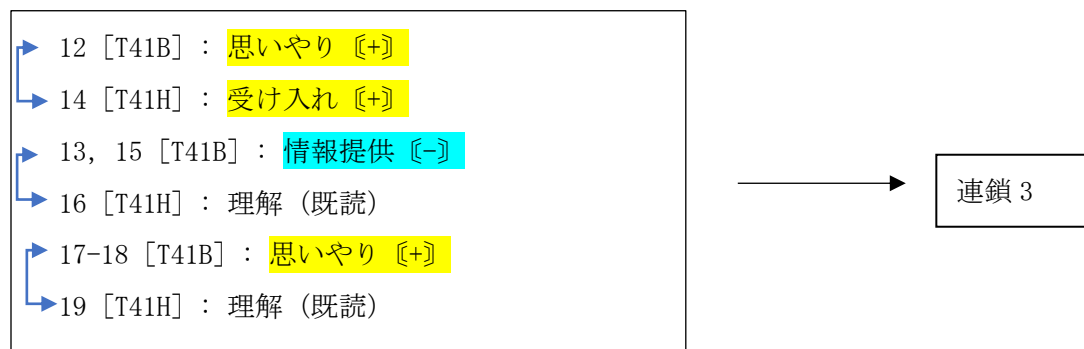 12 [T41B] : 思いやり〔+〕
14 [T41H] : 受け入れ〔+〕
13, 15 [T41B] : 情報提供〔-〕
16 [T41H] : 理解（既読）
17-18 [T41B] : 思いやり〔+〕
19 [T41H] : 理解（既読）
連鎖 3